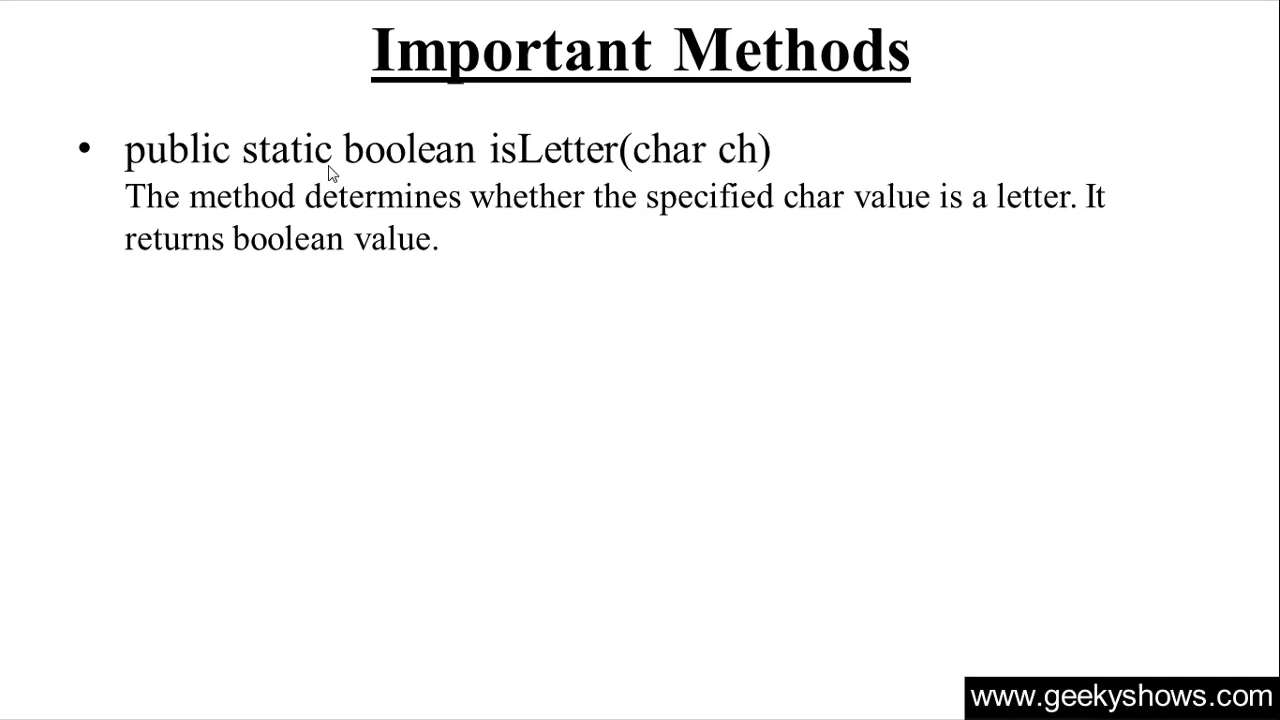 Important Methods
• public static boolean isLetter(char ch)
The method determines whether the specified char value is a letter. It
returns boolean value.
www.geekyshows.com